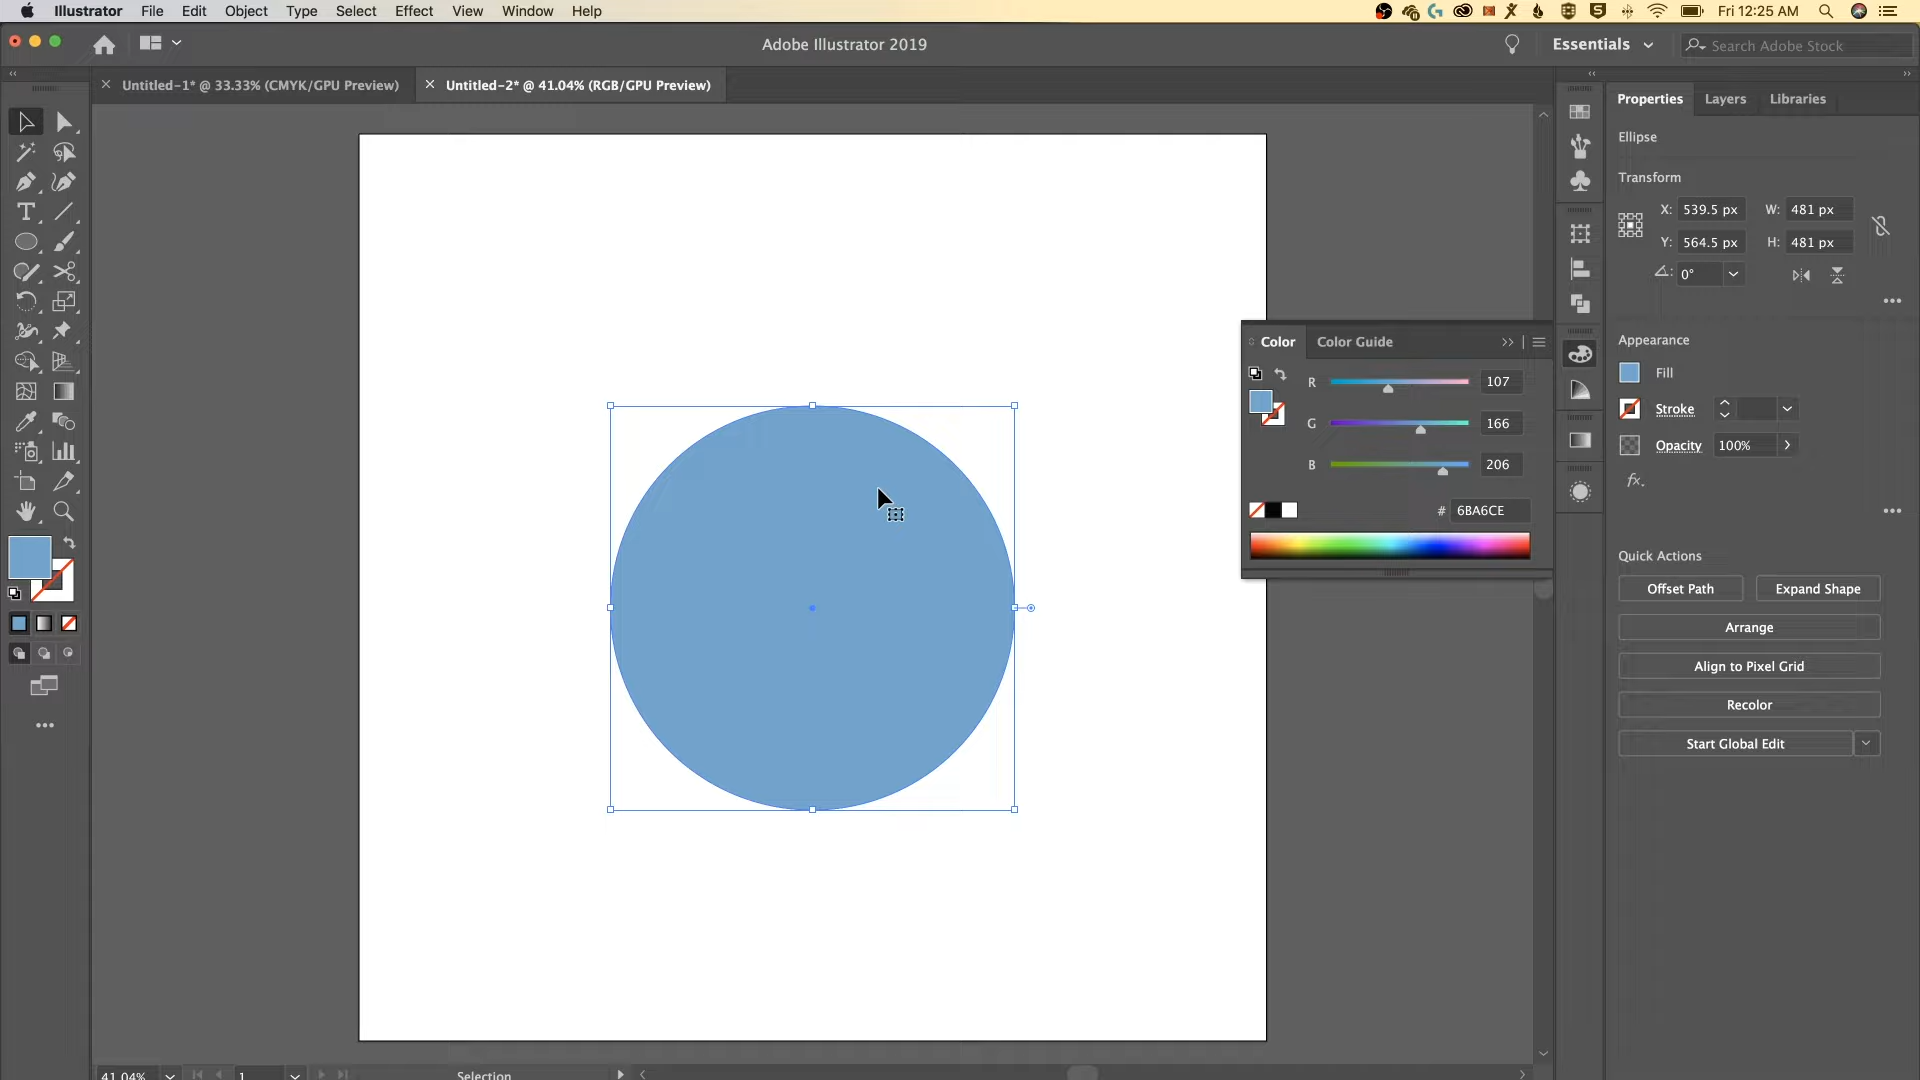 Illustrator File Edit Object Type Select Effect View Window Help Fri 12:25 AM
Adobe Illustrator 2019 Essentials Search Adobe Stock
Untitled-1* @ 33.33% (CMYK/GPU Preview) Untitled-2* @ 41.04% (RGB/GPU Preview)
Properties Layers Libraries
Ellipse
Transform
X: 539.5 px W: 481 px
Y: 564.5 px H: 481 px
0°
Appearance
Fill
Stroke
Opacity 100%
fx.
Color Color Guide
R 107
G 166
B 206
# 6BA6CE
Quick Actions
Offset Path Expand Shape
Arrange
Align to Pixel Grid
Recolor
Start Global Edit
41.04% 1 Selection